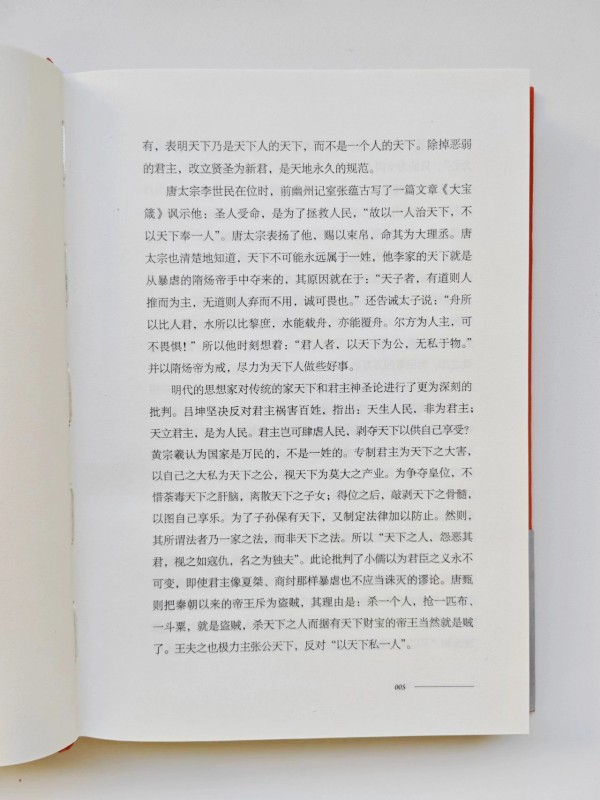 有，表明天下乃是天下人的天下，而不是一个人的天下。除掉恶弱
的君主，改立贤圣为新君，是天地永久的规范。
唐太宗李世民在位时，前幽州记室张蕴古写了一篇文章《大宝
箴》讽示他：圣人受命，是为了拯救人民，“故以一人治天下，不
以天下奉一人”。唐太宗表扬了他，赐以束帛，命其为大理丞。唐
太宗也清楚地知道，天下不可能永远属于一姓，他李家的天下就是
从暴虐的隋炀帝手中夺来的，其原因就在于：“天子者，有道则人
推而为主，无道则人弃而不用，诚可畏也。”还告诫太子说：“舟所
以比人君，水所以比黎庶，水能载舟，亦能覆舟。尔方为人主，可
不畏惧！”所以他时刻想着：“君人者，以天下为公，无私于物。”
并以隋炀帝为戒，尽力为天下人做些好事。
明代的思想家对传统的家天下和君主神圣论进行了更为深刻的
批判。吕坤坚决反对君主祸害百姓，指出：天生人民，非为君主；
天立君主，是为人民。君主岂可肆虐人民，剥夺天下以供自己享受？
黄宗羲认为国家是万民的，不是一姓的。专制君主为天下之大害，
以自己之大私为天下之公，视天下为莫大之产业。为争夺皇位，不
惜荼毒天下之肝脑，离散天下之子女；得位之后，敲剥天下之骨髓，
以图自己享乐。为了子孙保有天下，又制定法律加以防止。然则，
其所谓法者乃一家之法，而非天下之法。所以“天下之人，怨恶其
君，视之如寇仇，名之为独夫”。此论批判了小儒以为君臣之义永不
可变，即使君主像夏桀、商纣那样暴虐也不应当诛灭的谬论。唐甄
则把秦朝以来的帝王斥为盗贼，其理由是：杀一个人，抢一匹布、
一斗粟，就是盗贼，杀天下之人而据有天下财宝的帝王当然就是贼
了。王夫之也极力主张公天下，反对“以天下私一人”。
005